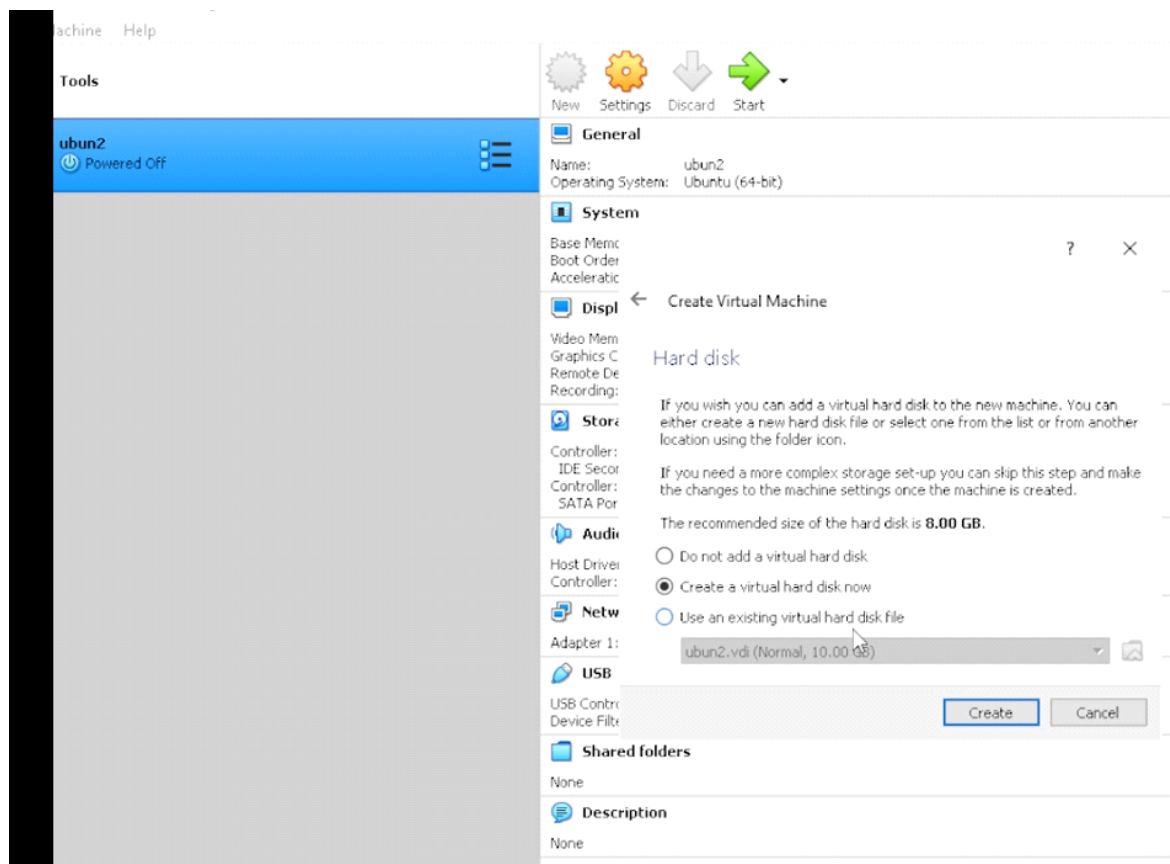 achine Help
Tools
New Settings Discard Start
ubun2
Powered Off
General
Name: ubun2
Operating System: Ubuntu (64-bit)
System
Base Memo
Boot Order
Acceleratic
Displ
Video Mem
Graphics C
Remote De
Recording:
Stora
Controller:
IDE Secor
Controller:
SATA Por
Audio
Host Driver
Controller:
Netw
Adapter 1:
USB
USB Contro
Device Filte
Shared folders
None
Description
None
?
Create Virtual Machine
Hard disk
If you wish you can add a virtual hard disk to the new machine. You can
either create a new hard disk file or select one from the list or from another
location using the folder icon.
If you need a more complex storage set-up you can skip this step and make
the changes to the machine settings once the machine is created.
The recommended size of the hard disk is 8.00 GB.
Do not add a virtual hard disk
Create a virtual hard disk now
Use an existing virtual hard disk file
ubun2.vdi (Normal, 10.00 GB)
Create Cancel